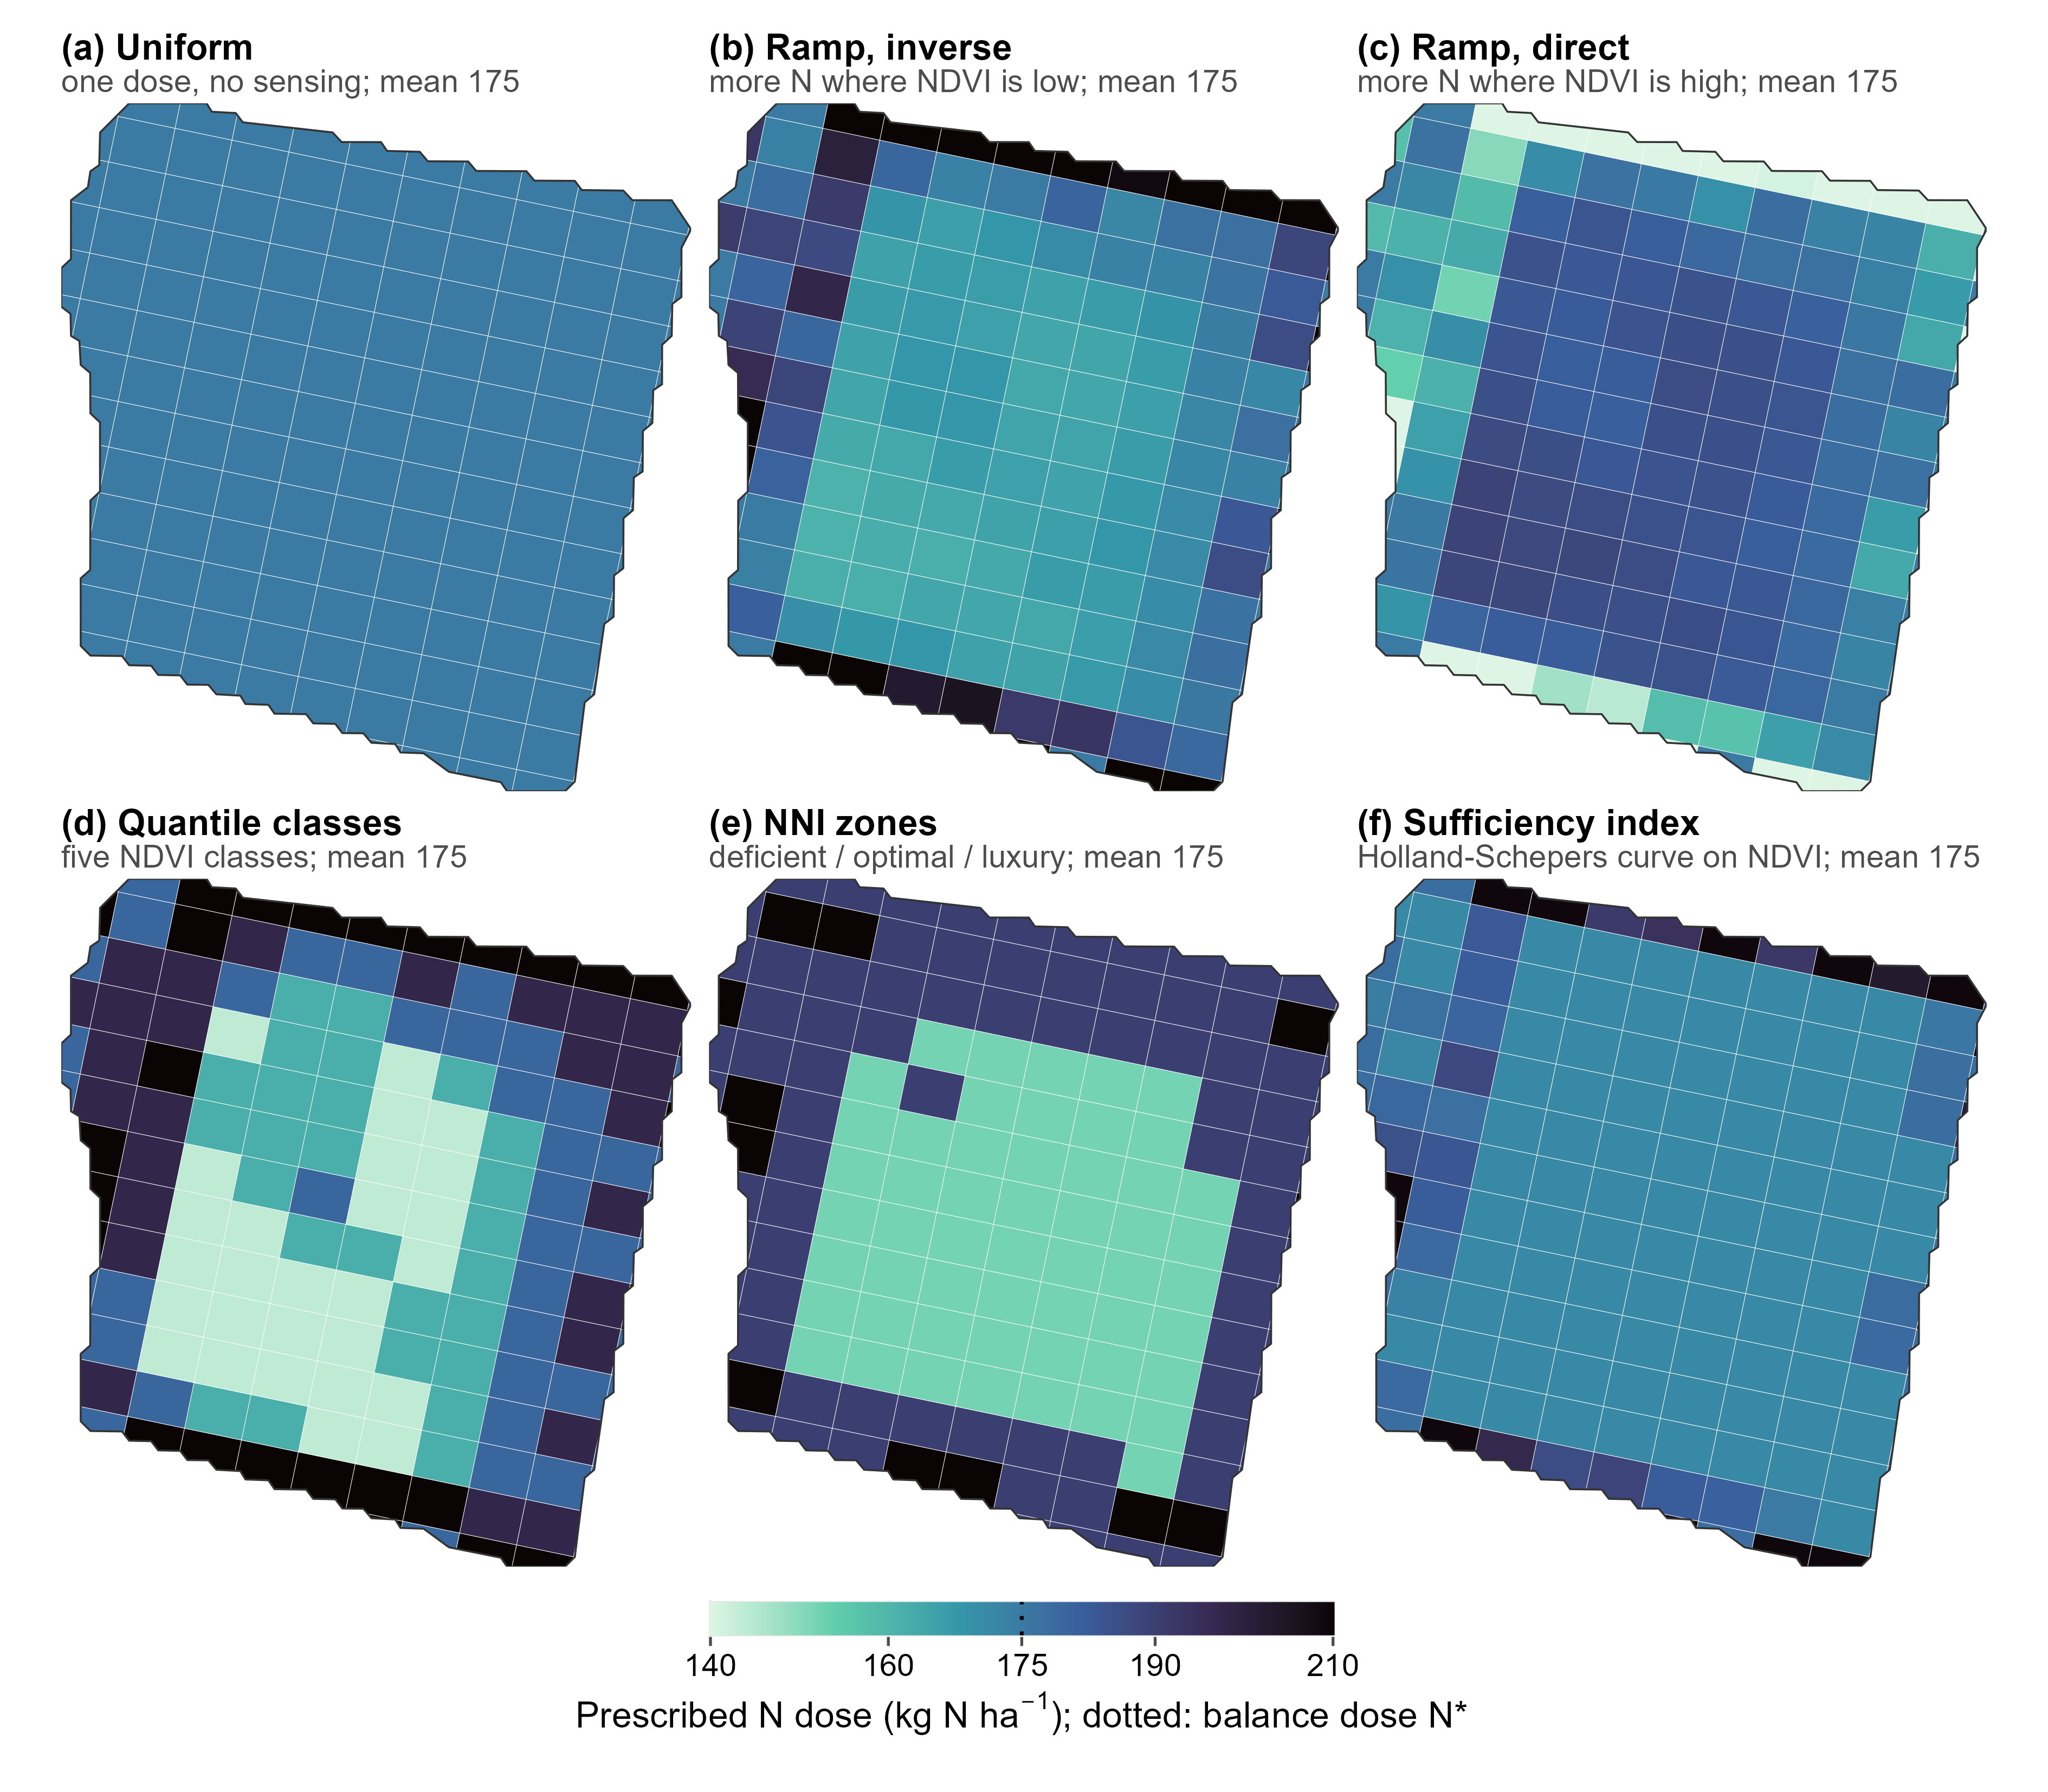 (a) Uniform
one dose, no sensing; mean 175
(b) Ramp, inverse
more N where NDVI is low; mean 175
(c) Ramp, direct
more N where NDVI is high; mean 175
(d) Quantile classes
five NDVI classes; mean 175
(e) NNI zones
deficient / optimal / luxury; mean 175
(f) Sufficiency index
Holland-Schepers curve on NDVI; mean 175
140 160 175 190 210
Prescribed N dose (kg N ha⁻¹); dotted: balance dose N*